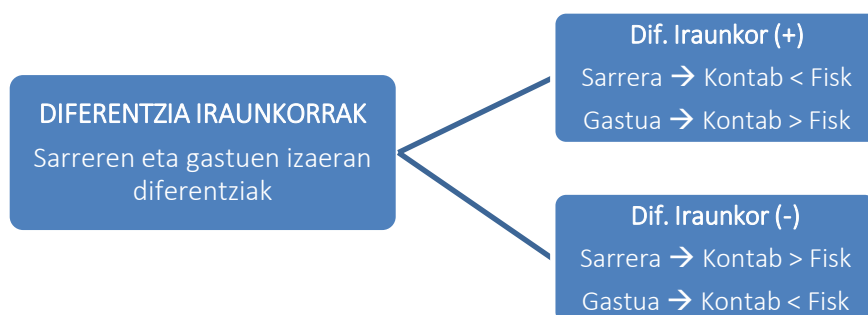 DIFERENTZIA IRAUNKORRAK
Sarreren eta gastuen izaeran
diferentziak
Dif. Iraunkor (+)
Sarrera → Kontab < Fisk
Gastua → Kontab > Fisk
Dif. Iraunkor (-)
Sarrera → Kontab > Fisk
Gastua → Kontab < Fisk